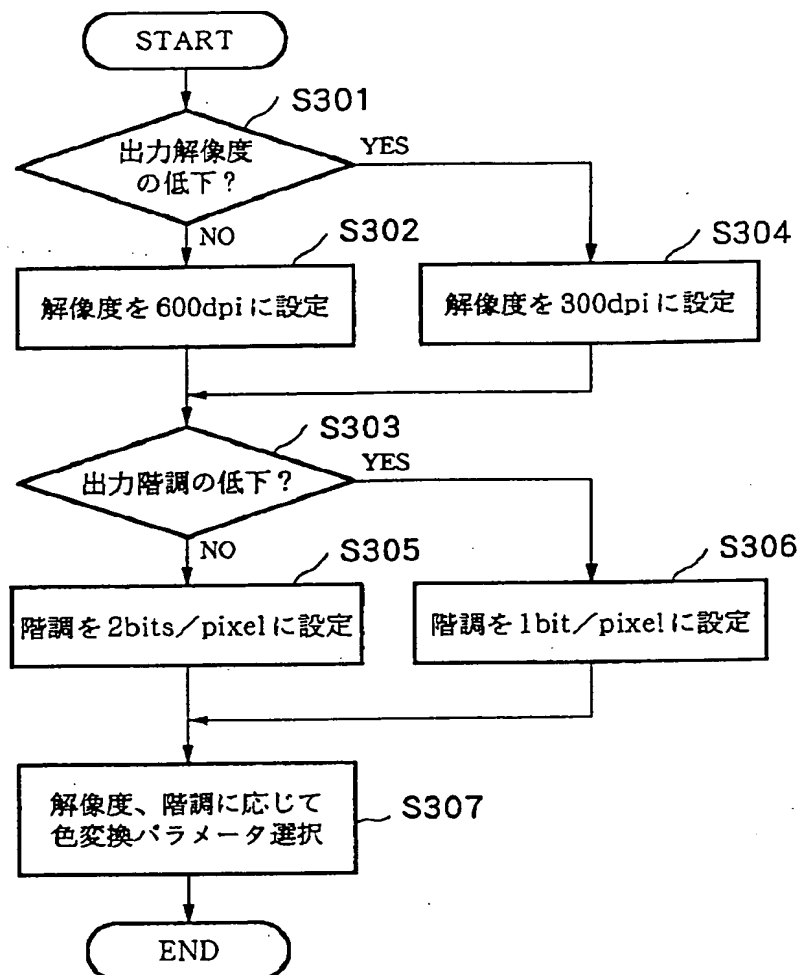 START
S301
出力解像度
の低下？
YES
NO
S302
S304
解像度を600dpiに設定
解像度を300dpiに設定
S303
出力階調の低下？
YES
NO
S305
S306
階調を2bits／pixelに設定
階調を1bit／pixelに設定
解像度、階調に応じて
色変換パラメータ選択
S307
END